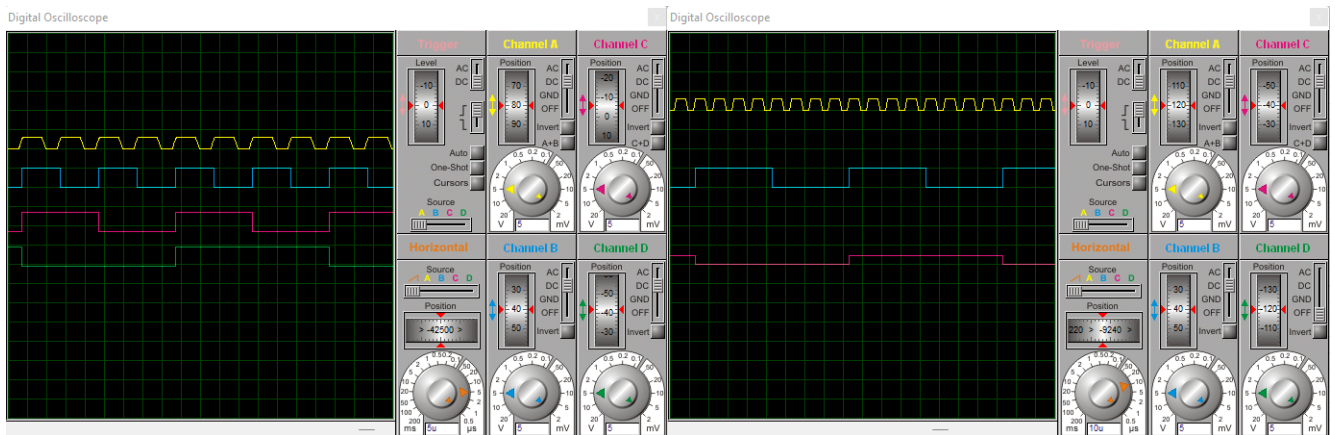 Digital Oscilloscope
Trigger
Level
-10
0
10
AC
DC
Auto
One-Shot
Cursors
Source
A B C D
Channel A
Position
70
80
90
AC
DC
GND
OFF
Invert
A+B
V 5 mV
Channel C
Position
-20
-10
0
10
AC
DC
GND
OFF
Invert
C+D
V 5 mV
Horizontal
Source
A B C D
Position
> -42500 >
ms 5u µs
Channel B
Position
30
40
50
AC
DC
GND
OFF
Invert
V 5 mV
Channel D
Position
-50
-40
-30
AC
DC
GND
OFF
Invert
V 5 mV
Digital Oscilloscope
Trigger
Level
-10
0
10
AC
DC
Auto
One-Shot
Cursors
Source
A B C D
Channel A
Position
110
120
130
AC
DC
GND
OFF
Invert
A+B
V 5 mV
Channel C
Position
-50
-40
-30
AC
DC
GND
OFF
Invert
C+D
V 5 mV
Horizontal
Source
A B C D
Position
220 > -9240 >
ms 10u µs
Channel B
Position
30
40
50
AC
DC
GND
OFF
Invert
V 5 mV
Channel D
Position
-130
-120
-110
AC
DC
GND
OFF
Invert
V 5 mV